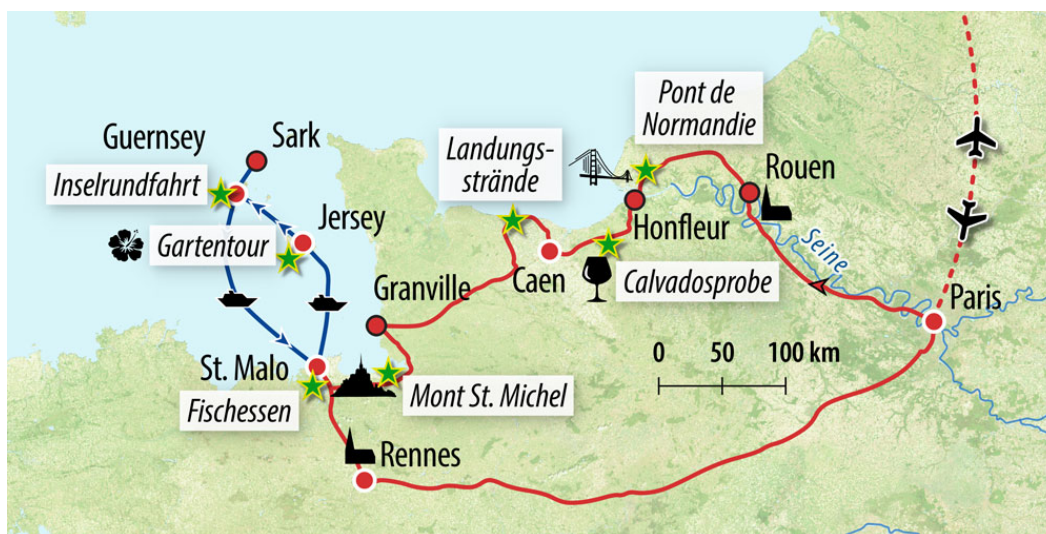 Pont de
Normandie
Guernsey
Sark
Landungs-
strände
Rouen
Inselrundfahrt
Jersey
Honfleur
Gartentour
Seine
Granville
Caen
Calvadosprobe
Paris
0 50 100 km
St. Malo
Mont St. Michel
Fischessen
Rennes